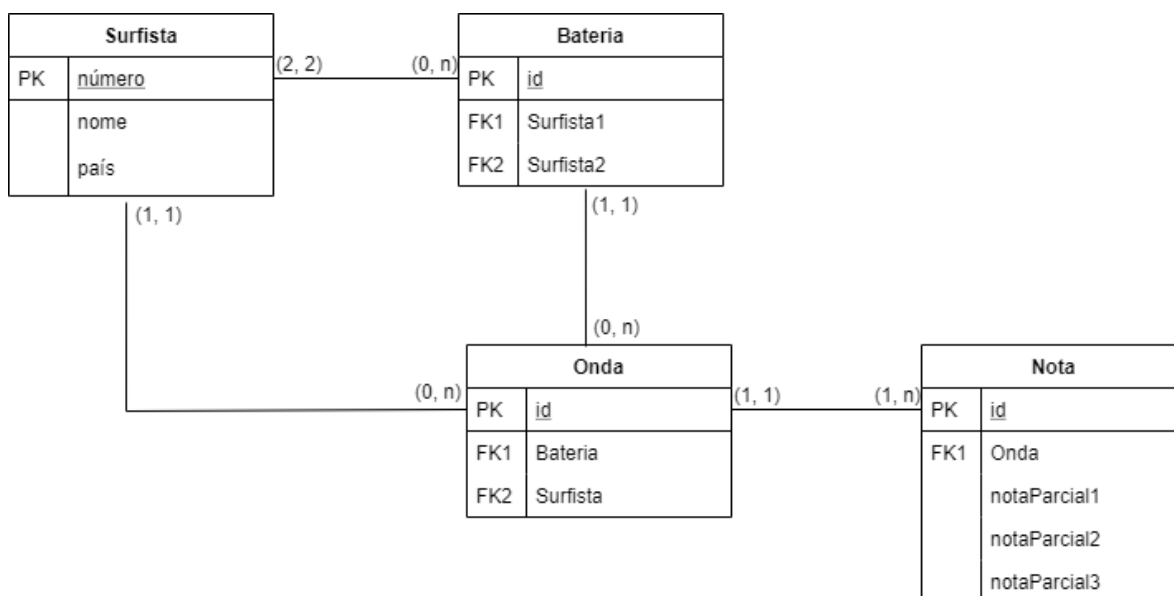 Surfista
PK número
nome
país
(2, 2) (0, n)
Bateria
PK id
FK1 Surfista1
FK2 Surfista2
(1, 1)
(1, 1)
(0, n)
(0, n)
Onda
PK id
FK1 Bateria
FK2 Surfista
(1, 1) (1, n)
Nota
PK id
FK1 Onda
notaParcial1
notaParcial2
notaParcial3